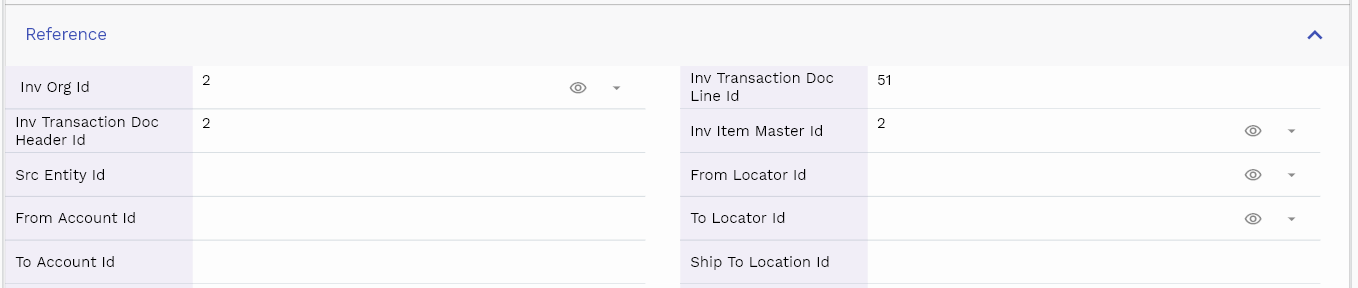 Reference
Inv Org Id
2
Inv Transaction Doc
Line Id
51
Inv Transaction Doc
Header Id
2
Inv Item Master Id
2
Src Entity Id
From Locator Id
From Account Id
To Locator Id
To Account Id
Ship To Location Id